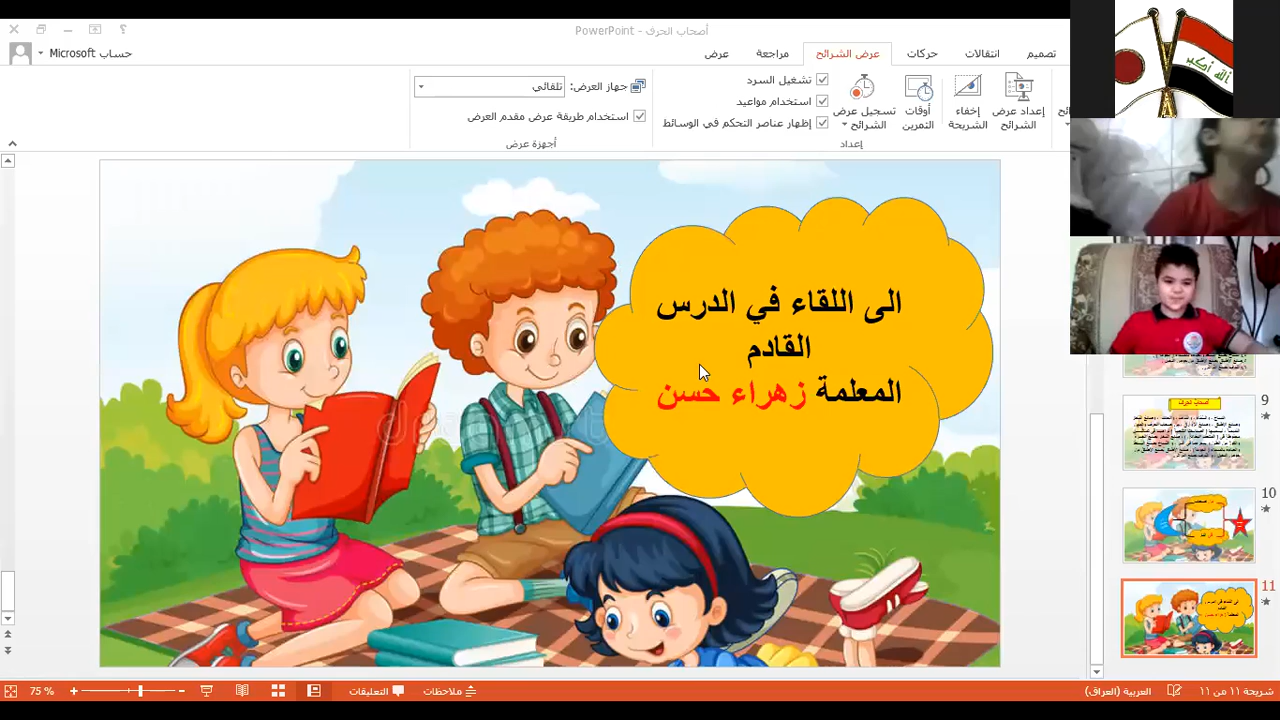 أصحاب الحرف - PowerPoint
حساب Microsoft
تصميم
انتقالات
حركات
عرض الشرائح
مراجعة
عرض
إعداد عرض الشرائح
إخفاء الشريحة
أوقات التمرين
تسجيل عرض الشرائح
تشغيل السرد
استخدام مواعيد
إظهار عناصر التحكم في الوسائط
إعداد
جهاز العرض: تلقائي
استخدام طريقة عرض مقدم العرض
أجهزة عرض
الله أكبر
الى اللقاء في الدرس
القادم
المعلمة زهراء حسن
9
10
11
شريحة ١١ من ١١
العربية (العراق)
ملاحظات
التعليقات
75 %